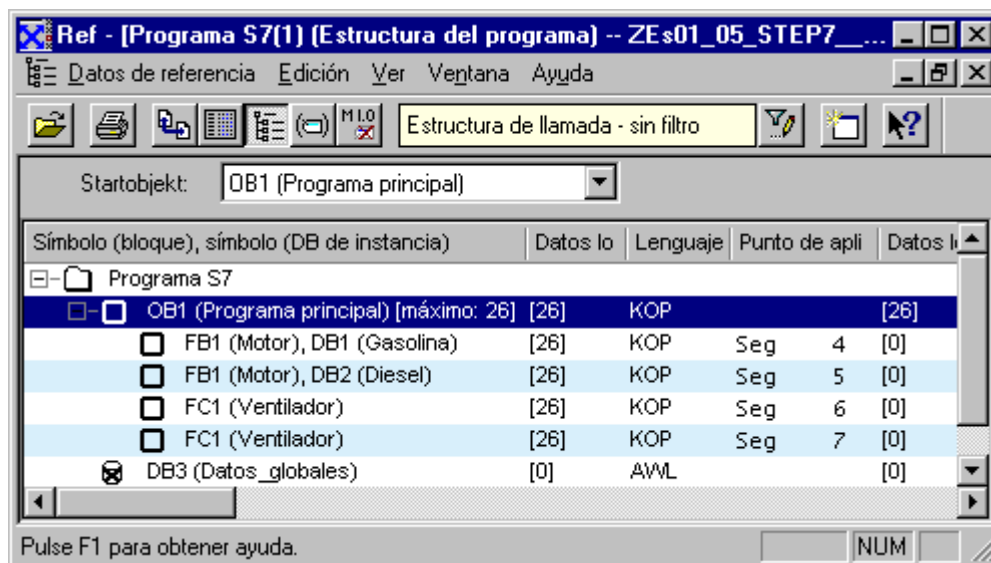 Ref - [Programa S7(1) (Estructura del programa) -- ZEs01_05_STEP7__...
Datos de referencia Edición Ver Ventana Ayuda
M I.O Estructura de llamada - sin filtro
Startobjekt: OB1 (Programa principal)
Símbolo (bloque), símbolo (DB de instancia) Datos lo Lenguaje Punto de apli Datos l
Programa S7
OB1 (Programa principal) [máximo: 26] [26] KOP [26]
FB1 (Motor), DB1 (Gasolina) [26] KOP Seg 4 [0]
FB1 (Motor), DB2 (Diesel) [26] KOP Seg 5 [0]
FC1 (Ventilador) [26] KOP Seg 6 [0]
FC1 (Ventilador) [26] KOP Seg 7 [0]
DB3 (Datos_globales) [0] AWL [0]
Pulse F1 para obtener ayuda. NUM